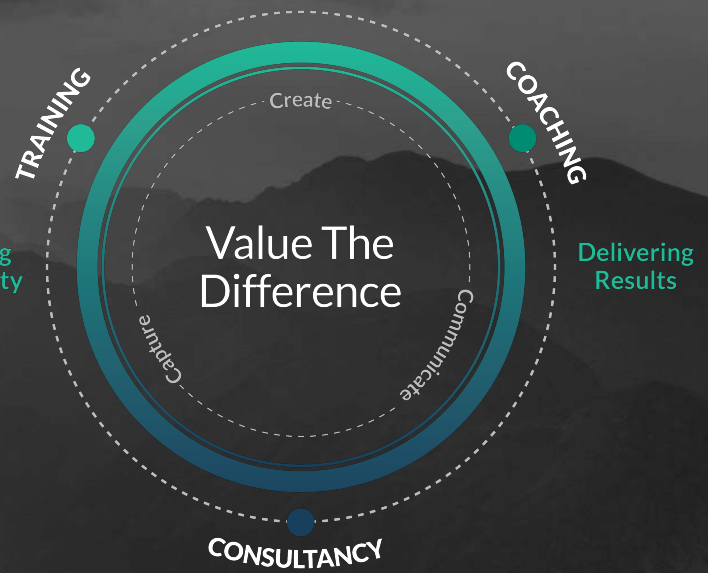 Create
TRAINING
COACHING
Value The
Difference
Delivering
Results
Capture
Communicate
CONSULTANCY